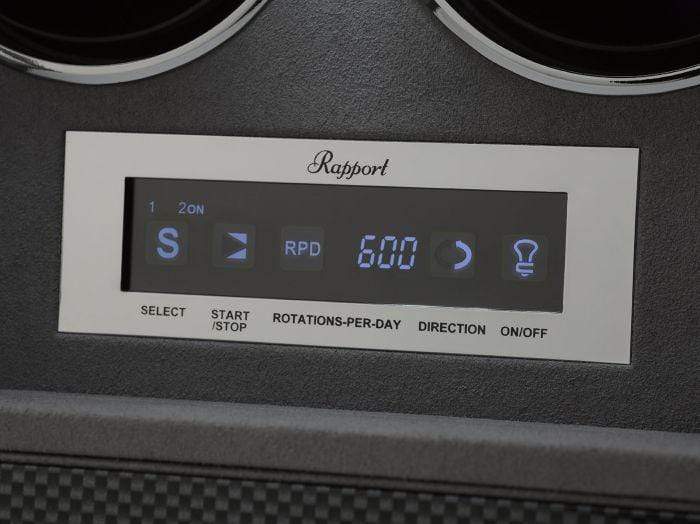 Rapport
1 2ON
S RPD 600
SELECT START /STOP ROTATIONS-PER-DAY DIRECTION ON/OFF